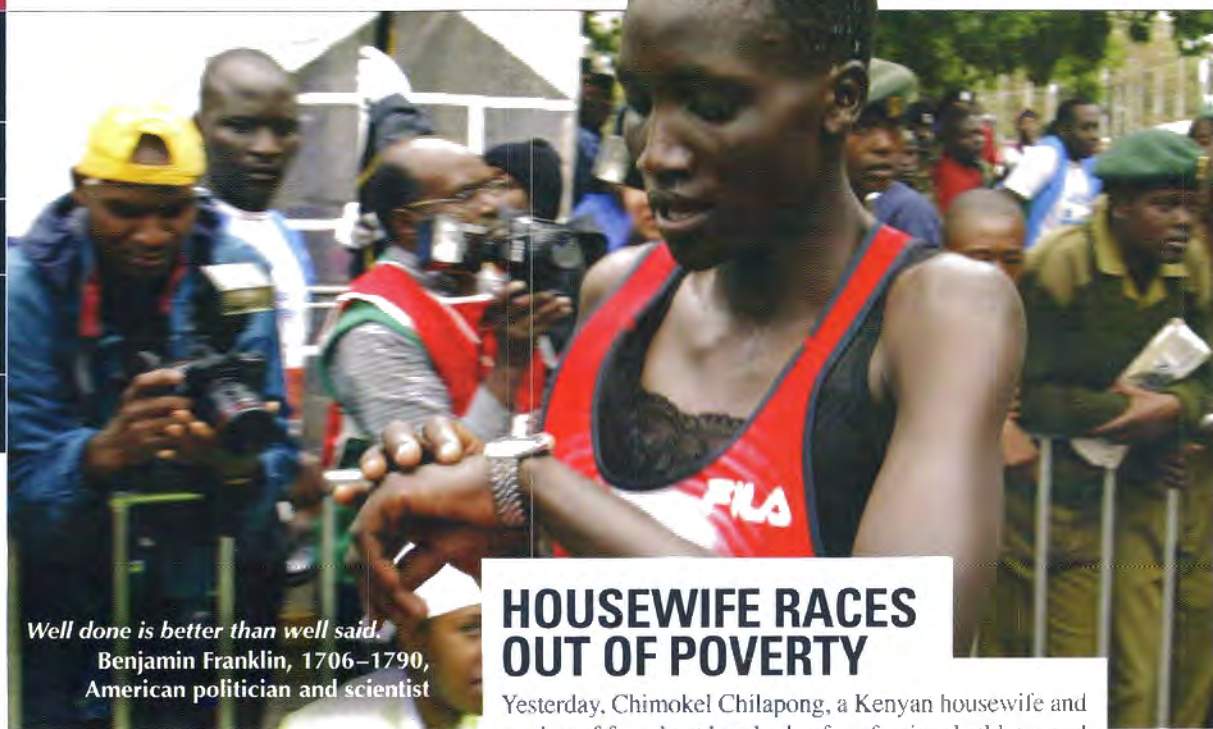 FILA
Well done is better than well said.
Benjamin Franklin, 1706–1790,
American politician and scientist
HOUSEWIFE RACES
OUT OF POVERTY
Yesterday, Chimokel Chilapong, a Kenyan housewife and